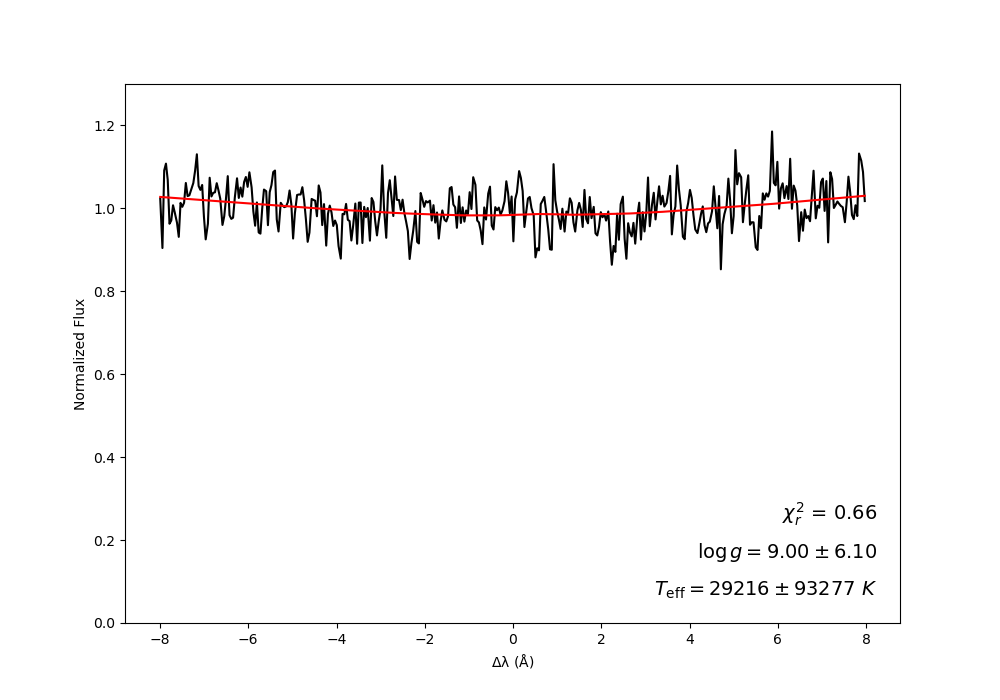 1.2
1.0
0.8
0.6
0.4
0.2
0.0
Normalized Flux
χ²ᵣ = 0.66
log g = 9.00 ± 6.10
T_eff = 29216 ± 93277 K
−8 −6 −4 −2 0 2 4 6 8
Δλ (Å)